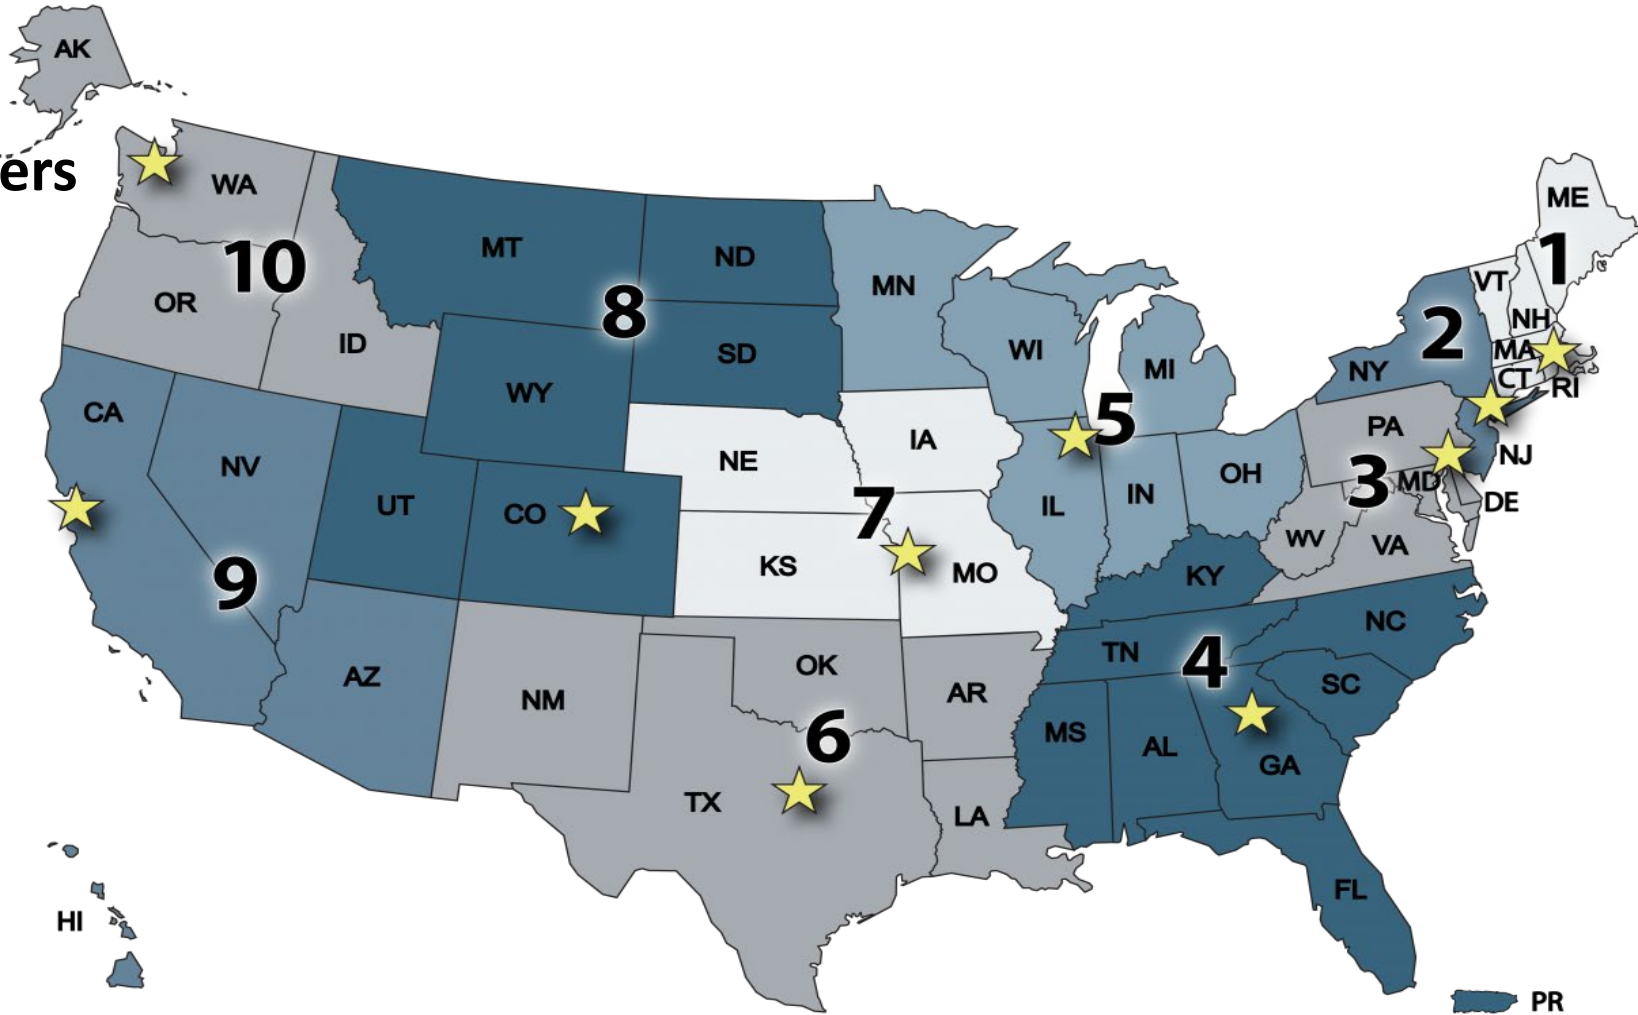 AK
ers
WA
10
OR
ID
MT
ND
8
SD
WY
MN
WI
MI
5
ME
1
VT
NH
2
NY
MA
CT
RI
CA
NV
UT
CO
9
AZ
NE
IA
7
KS
MO
IL
IN
OH
PA
3
MD
NJ
DE
WV
VA
KY
NC
TN
4
SC
NM
OK
AR
6
TX
LA
MS
AL
GA
FL
HI
PR